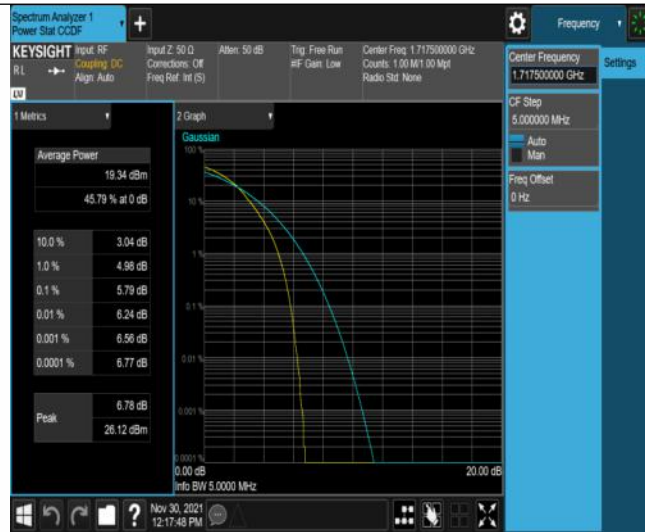 Spectrum Analyzer 1
Power Stat CCDF
Frequency
KEYSIGHT
R L
Input: RF
Coupling: DC
Align: Auto
Input Z: 50 Ω
Corrections: Off
Freq Ref: Int (S)
Atten: 50 dB
Trig: Free Run
#IF Gain: Low
Center Freq: 1.717500000 GHz
Counts: 1.00 M/1.00 Mpt
Radio Std: None
LW
Center Frequency
1.717500000 GHz
Settings
CF Step
5.000000 MHz
Auto
Man
Freq Offset
0 Hz
1 Metrics
Average Power
19.34 dBm
45.79 % at 0 dB
10.0 % 3.04 dB
1.0 % 4.98 dB
0.1 % 5.79 dB
0.01 % 6.24 dB
0.001 % 6.56 dB
0.0001 % 6.77 dB
Peak
6.78 dB
26.12 dBm
2 Graph
Gaussian
100 %
10 %
1 %
0.1 %
0.01 %
0.001 %
0.0001 %
0.00 dB
20.00 dB
Info BW 5.0000 MHz
?
Nov 30, 2021
12:17:48 PM